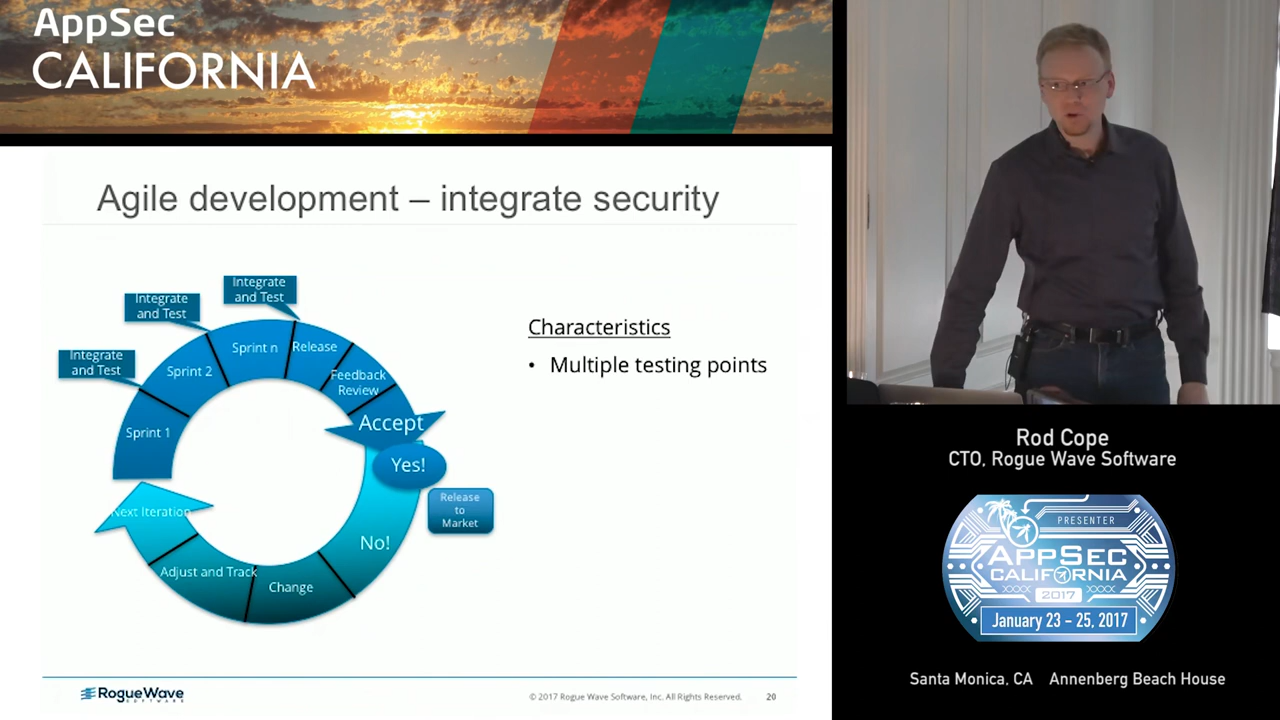 AppSec
CALIFORNIA
Agile development – integrate security
Integrate
and Test
Integrate
and Test
Integrate
and Test
Sprint 1
Sprint 2
Sprint n
Release
Feedback
Review
Accept
Yes!
Release
to
Market
No!
Change
Adjust and Track
Next Iteration
Characteristics
• Multiple testing points
RogueWave
SOFTWARE
© 2017 Rogue Wave Software, Inc. All Rights Reserved.
20
Rod Cope
CTO, Rogue Wave Software
PRESENTER
APPSEC
CALIFORNIA
XXXX 2017 XXXX
January 23 – 25, 2017
Santa Monica, CA Annenberg Beach House